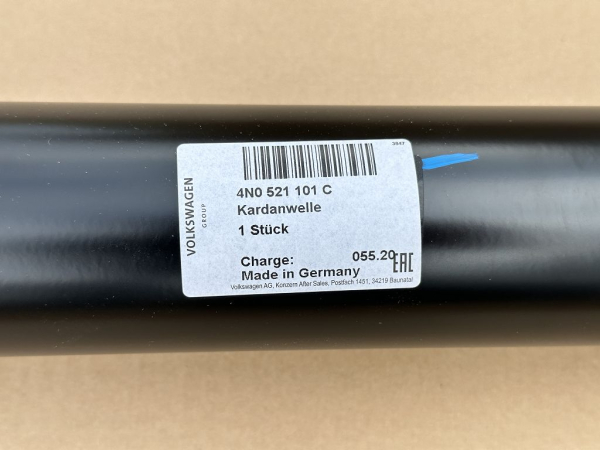 3843
VOLKSWAGEN
GROUP
4N0 521 101 C
Kardanwelle
1 Stück
Charge: 055.20
Made in Germany
EAC
Volkswagen AG, Konzern After Sales, Postfach 1451, 34219 Baunatal